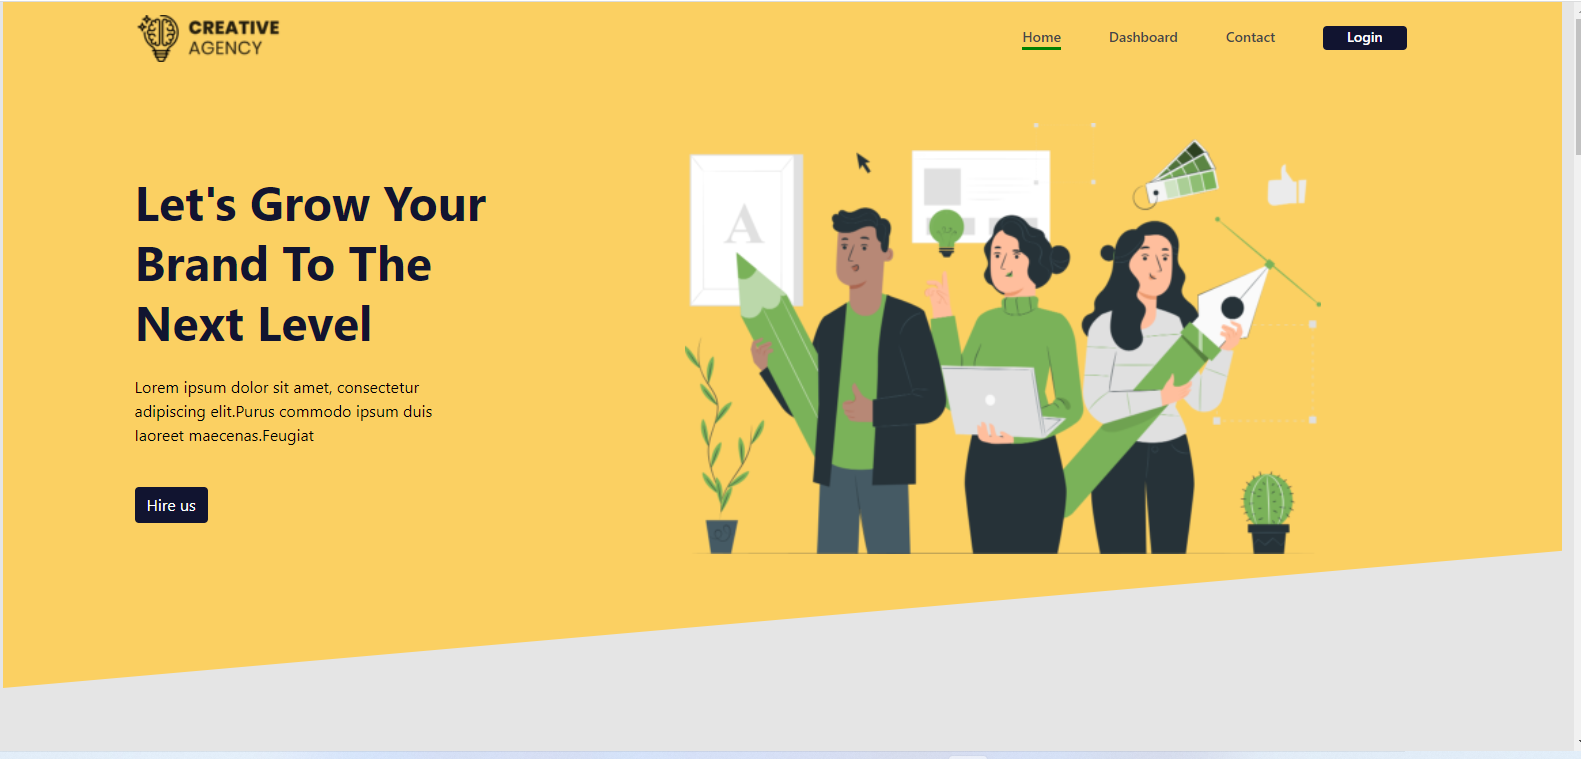 CREATIVE
AGENCY
Home Dashboard Contact Login
A
Let's Grow Your
Brand To The
Next Level
Lorem ipsum dolor sit amet, consectetur
adipiscing elit.Purus commodo ipsum duis
laoreet maecenas.Feugiat
Hire us